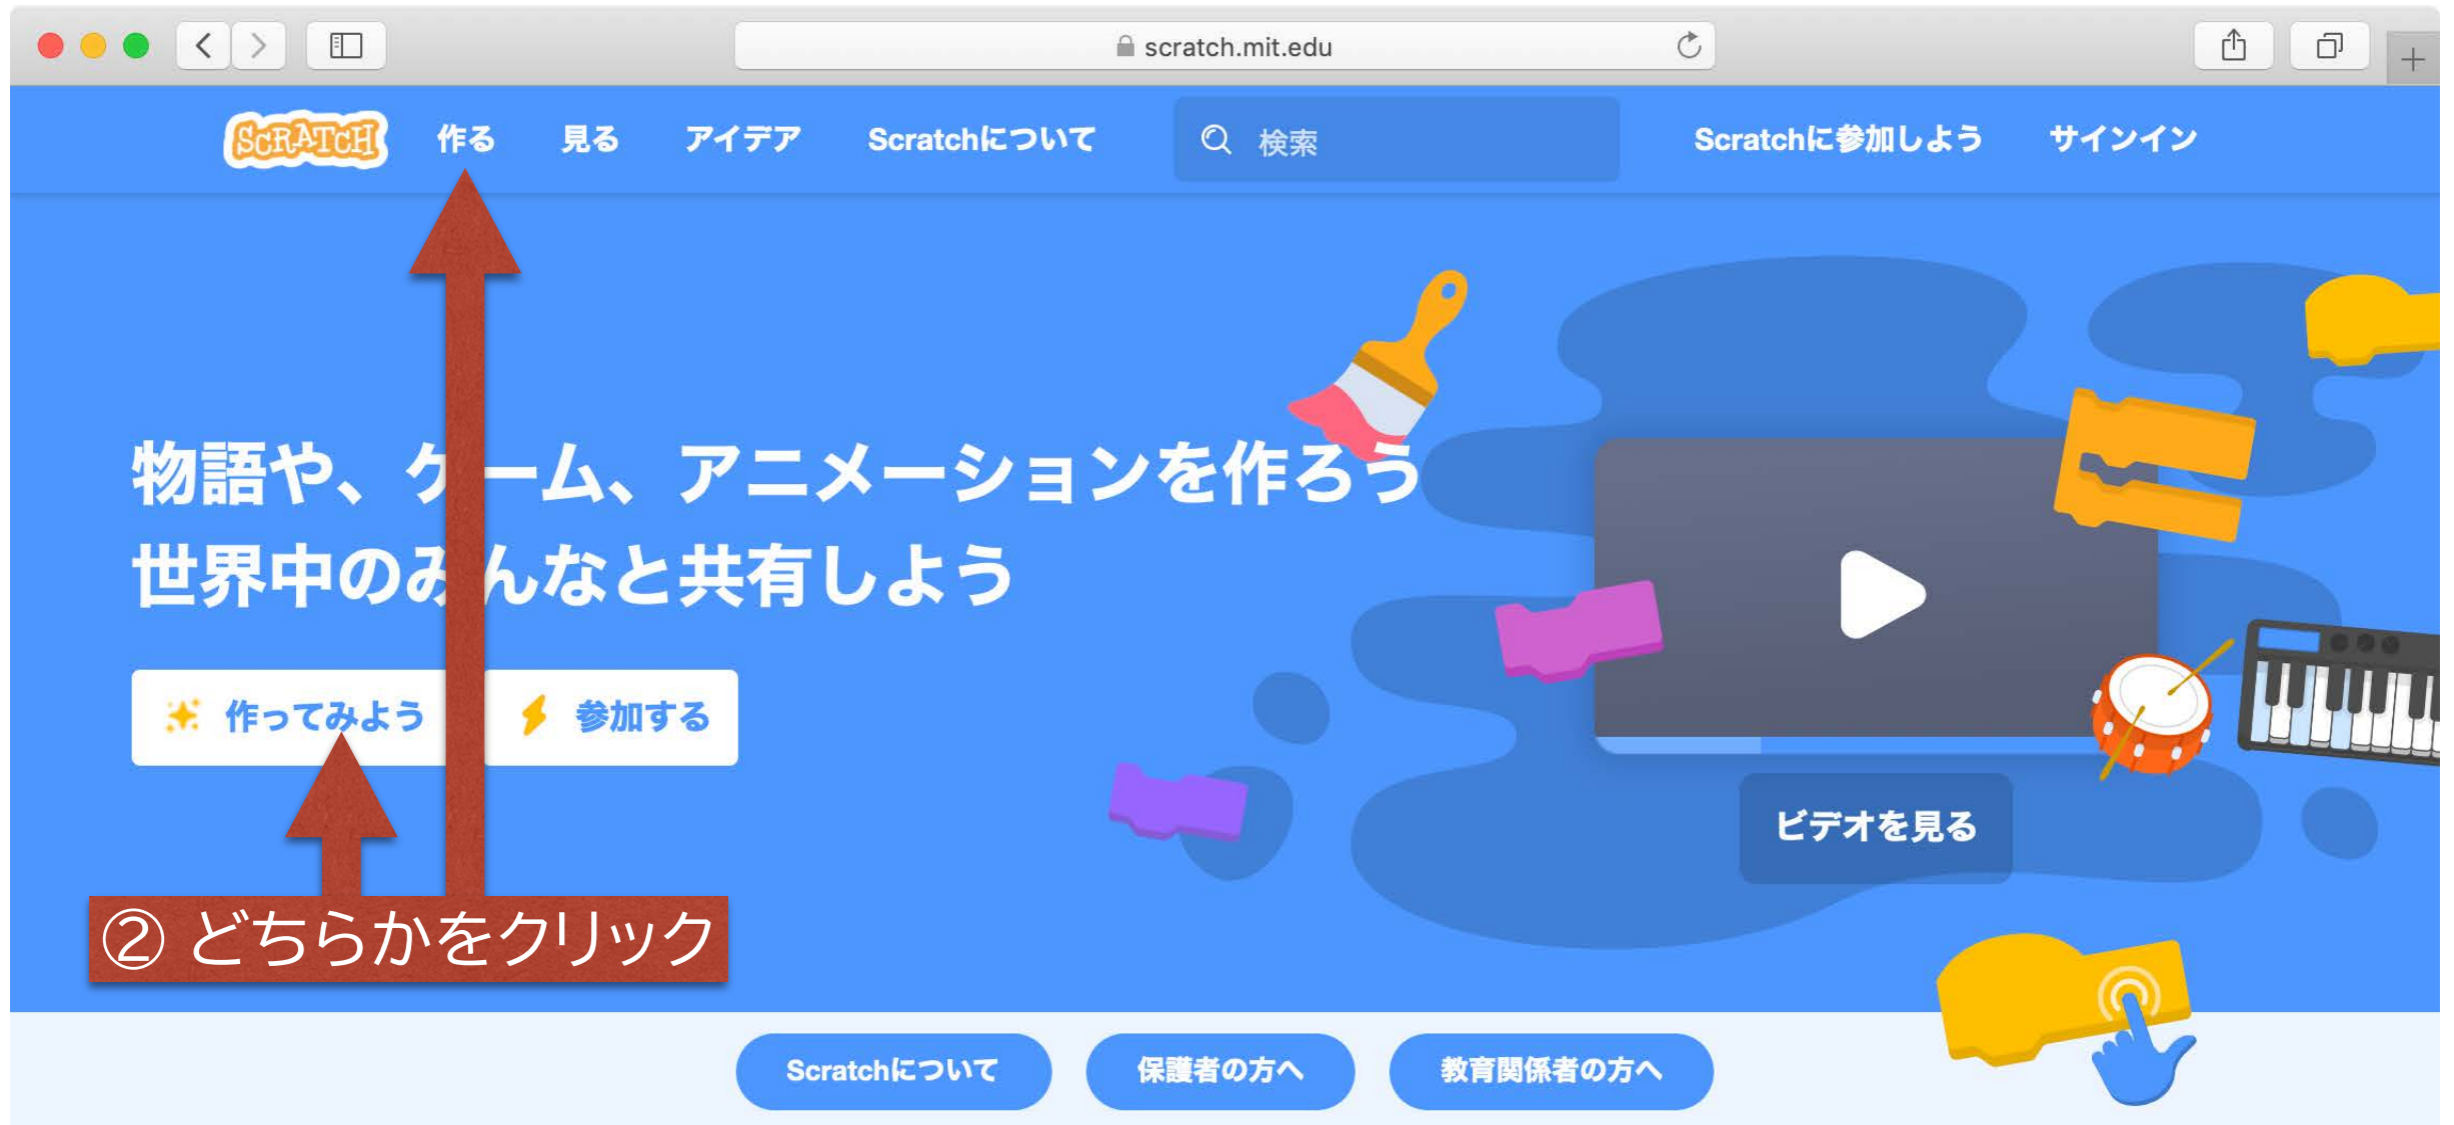 scratch.mit.edu
SCRATCH 作る 見る アイデア Scratchについて 検索 Scratchに参加しよう サインイン
物語や、ゲーム、アニメーションを作ろう
世界中のみんなと共有しよう
作ってみよう 参加する
ビデオを見る
② どちらかをクリック
Scratchについて 保護者の方へ 教育関係者の方へ